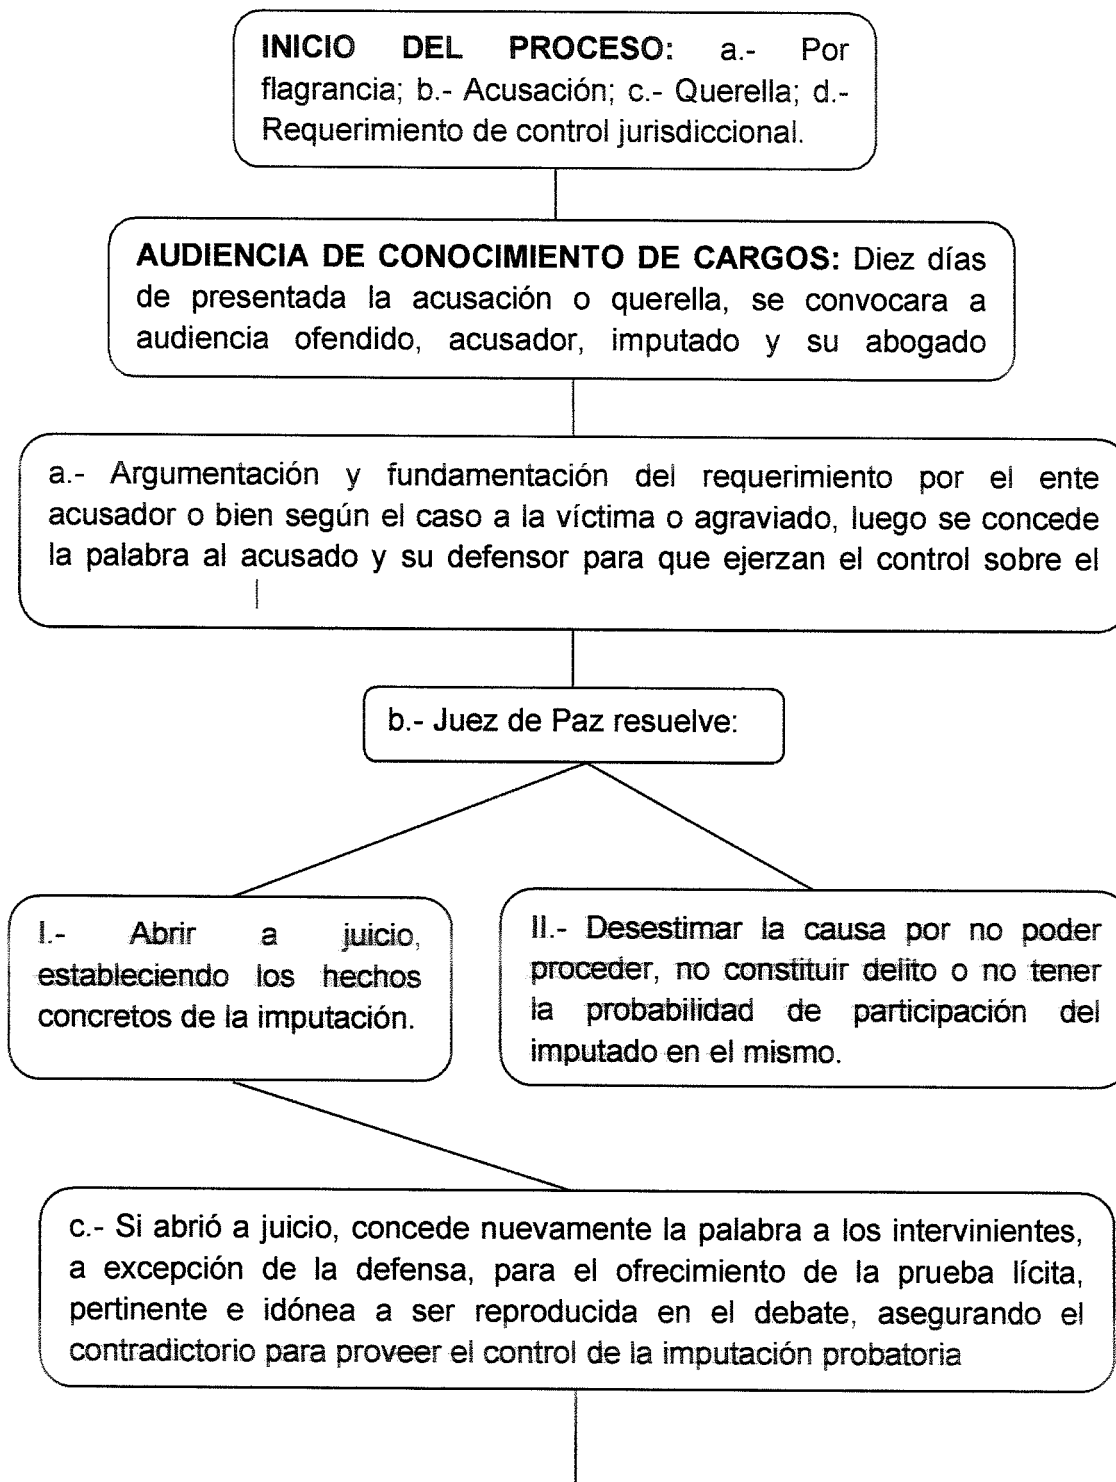 INICIO DEL PROCESO: a.- Por
flagrancia; b.- Acusación; c.- Querella; d.-
Requerimiento de control jurisdiccional.
AUDIENCIA DE CONOCIMIENTO DE CARGOS: Diez días
de presentada la acusación o querella, se convocara a
audiencia ofendido, acusador, imputado y su abogado
a.- Argumentación y fundamentación del requerimiento por el ente
acusador o bien según el caso a la víctima o agraviado, luego se concede
la palabra al acusado y su defensor para que ejerzan el control sobre el
b.- Juez de Paz resuelve:
I.- Abrir a juicio,
estableciendo los hechos
concretos de la imputación.
II.- Desestimar la causa por no poder
proceder, no constituir delito o no tener
la probabilidad de participación del
imputado en el mismo.
c.- Si abrió a juicio, concede nuevamente la palabra a los intervinientes,
a excepción de la defensa, para el ofrecimiento de la prueba lícita,
pertinente e idónea a ser reproducida en el debate, asegurando el
contradictorio para proveer el control de la imputación probatoria